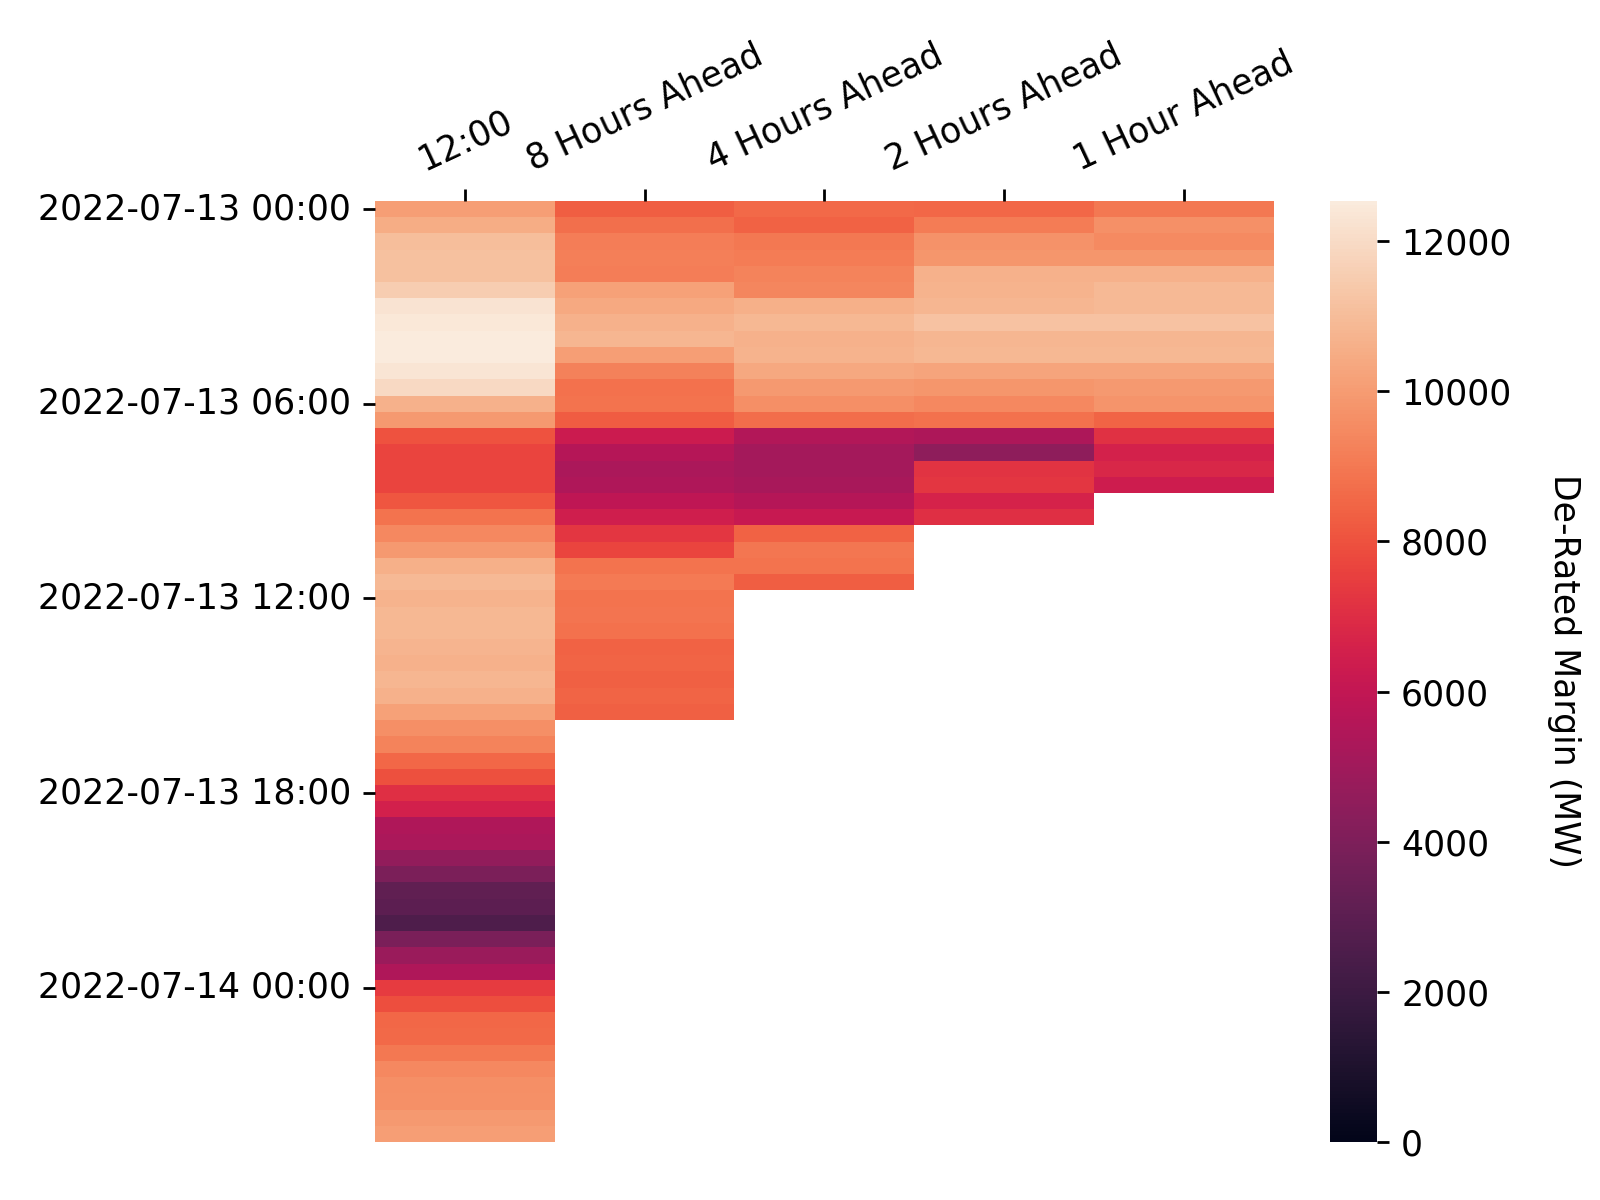 12:00
8 Hours Ahead
4 Hours Ahead
2 Hours Ahead
1 Hour Ahead
2022-07-13 00:00
2022-07-13 06:00
2022-07-13 12:00
2022-07-13 18:00
2022-07-14 00:00
12000
10000
8000
6000
4000
2000
0
De-Rated Margin (MW)